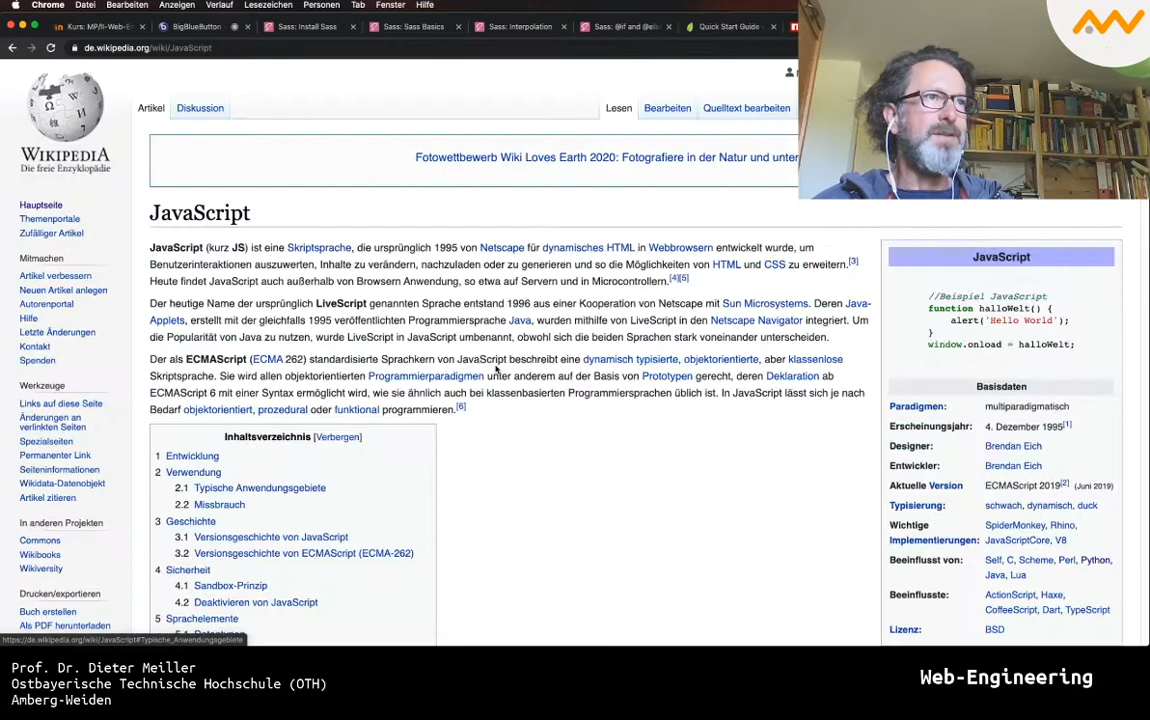 Chrome Datei Bearbeiten Anzeigen Verlauf Lesezeichen Personen Tab Fenster Hilfe
Kurs: MP/II-Web-E BigBlueButton Sass: Install Sass Sass: Sass Basics Sass: Interpolation Sass: @if and @els Quick Start Guide
de.wikipedia.org/wiki/JavaScript
WIKIPEDIA
Die freie Enzyklopädie
Artikel Diskussion Lesen Bearbeiten Quelltext bearbeiten
Fotowettbewerb Wiki Loves Earth 2020: Fotografiere in der Natur und unter
Hauptseite
Themenportale
Zufälliger Artikel
Mitmachen
Artikel verbessern
Neuen Artikel anlegen
Autorenportal
Hilfe
Letzte Änderungen
Kontakt
Spenden
Werkzeuge
Links auf diese Seite
Änderungen an
verlinkten Seiten
Spezialseiten
Permanenter Link
Seiteninformationen
Wikidata-Datenobjekt
Artikel zitieren
In anderen Projekten
Commons
Wikibooks
Wikiversity
Drucken/exportieren
Buch erstellen
Als PDF herunterladen
JavaScript
JavaScript (kurz JS) ist eine Skriptsprache, die ursprünglich 1995 von Netscape für dynamisches HTML in Webbrowsern entwickelt wurde, um
Benutzerinteraktionen auszuwerten, Inhalte zu verändern, nachzuladen oder zu generieren und so die Möglichkeiten von HTML und CSS zu erweitern.[3]
Heute findet JavaScript auch außerhalb von Browsern Anwendung, so etwa auf Servern und in Microcontrollern.[4][5]
Der heutige Name der ursprünglich LiveScript genannten Sprache entstand 1996 aus einer Kooperation von Netscape mit Sun Microsystems. Deren Java-
Applets, erstellt mit der gleichfalls 1995 veröffentlichten Programmiersprache Java, wurden mithilfe von LiveScript in den Netscape Navigator integriert. Um
die Popularität von Java zu nutzen, wurde LiveScript in JavaScript umbenannt, obwohl sich die beiden Sprachen stark voneinander unterschieden.
Der als ECMAScript (ECMA 262) standardisierte Sprachkern von JavaScript beschreibt eine dynamisch typisierte, objektorientierte, aber klassenlose
Skriptsprache. Sie wird allen objektorientierten Programmierparadigmen unter anderem auf der Basis von Prototypen gerecht, deren Deklaration ab
ECMAScript 6 mit einer Syntax ermöglicht wird, wie sie ähnlich auch bei klassenbasierten Programmiersprachen üblich ist. In JavaScript lässt sich je nach
Bedarf objektorientiert, prozedural oder funktional programmieren.[6]
Inhaltsverzeichnis [Verbergen]
1 Entwicklung
2 Verwendung
2.1 Typische Anwendungsgebiete
2.2 Missbrauch
3 Geschichte
3.1 Versionsgeschichte von JavaScript
3.2 Versionsgeschichte von ECMAScript (ECMA-262)
4 Sicherheit
4.1 Sandbox-Prinzip
4.2 Deaktivieren von JavaScript
5 Sprachelemente
JavaScript
//Beispiel JavaScript
function halloWelt() {
alert('Hello World');
}
window.onload = halloWelt;
Basisdaten
Paradigmen: multiparadigmatisch
Erscheinungsjahr: 4. Dezember 1995[1]
Designer: Brendan Eich
Entwickler: Brendan Eich
Aktuelle Version ECMAScript 2019[2] (Juni 2019)
Typisierung: schwach, dynamisch, duck
Wichtige SpiderMonkey, Rhino,
Implementierungen: JavaScriptCore, V8
Beeinflusst von: Self, C, Scheme, Perl, Python,
Java, Lua
Beeinflusste: ActionScript, Haxe,
CoffeeScript, Dart, TypeScript
Lizenz: BSD
https://de.wikipedia.org/wiki/JavaScript#Typische_Anwendungsgebiete
Prof. Dr. Dieter Meiller
Ostbayerische Technische Hochschule (OTH)
Amberg-Weiden
Web-Engineering